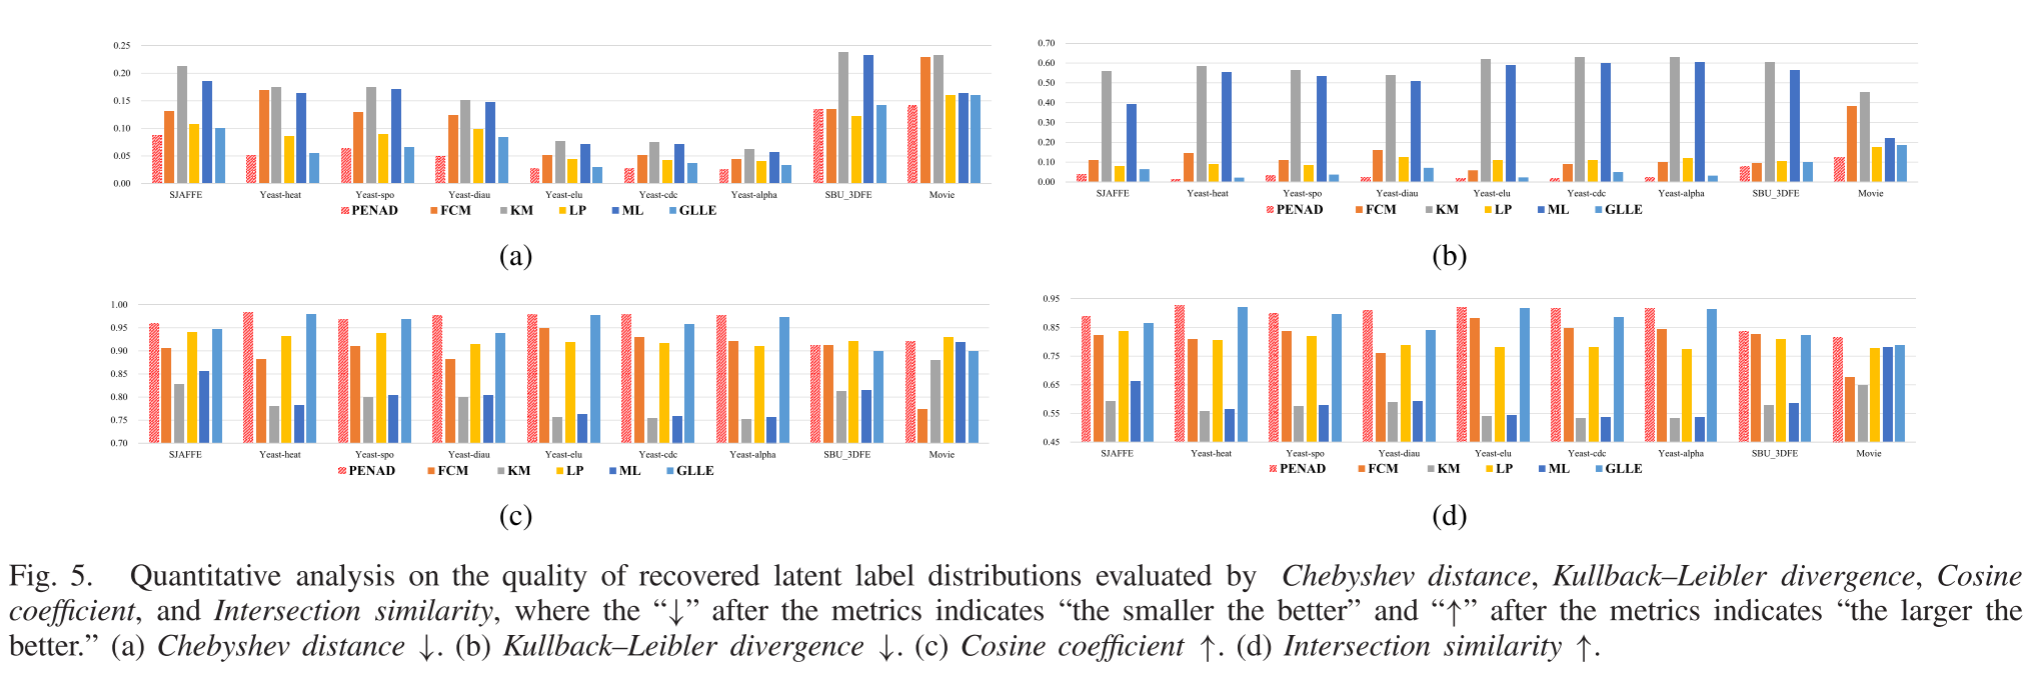 0.25
0.20
0.15
0.10
0.05
0.00
SJAFFE Yeast-heat Yeast-spo Yeast-diau Yeast-elu Yeast-cdc Yeast-alpha SBU_3DFE Movie
PENAD FCM KM LP ML GLLE
(a)
0.70
0.60
0.50
0.40
0.30
0.20
0.10
0.00
SJAFFE Yeast-heat Yeast-spo Yeast-diau Yeast-elu Yeast-cdc Yeast-alpha SBU_3DFE Movie
PENAD FCM KM LP ML GLLE
(b)
1.00
0.95
0.90
0.85
0.80
0.75
0.70
SJAFFE Yeast-heat Yeast-spo Yeast-diau Yeast-elu Yeast-cdc Yeast-alpha SBU_3DFE Movie
PENAD FCM KM LP ML GLLE
(c)
0.95
0.85
0.75
0.65
0.55
0.45
SJAFFE Yeast-heat Yeast-spo Yeast-diau Yeast-elu Yeast-cdc Yeast-alpha SBU_3DFE Movie
PENAD FCM KM LP ML GLLE
(d)
Fig. 5. Quantitative analysis on the quality of recovered latent label distributions evaluated by Chebyshev distance, Kullback–Leibler divergence, Cosine
coefficient, and Intersection similarity, where the “↓” after the metrics indicates “the smaller the better” and “↑” after the metrics indicates “the larger the
better.” (a) Chebyshev distance ↓. (b) Kullback–Leibler divergence ↓. (c) Cosine coefficient ↑. (d) Intersection similarity ↑.